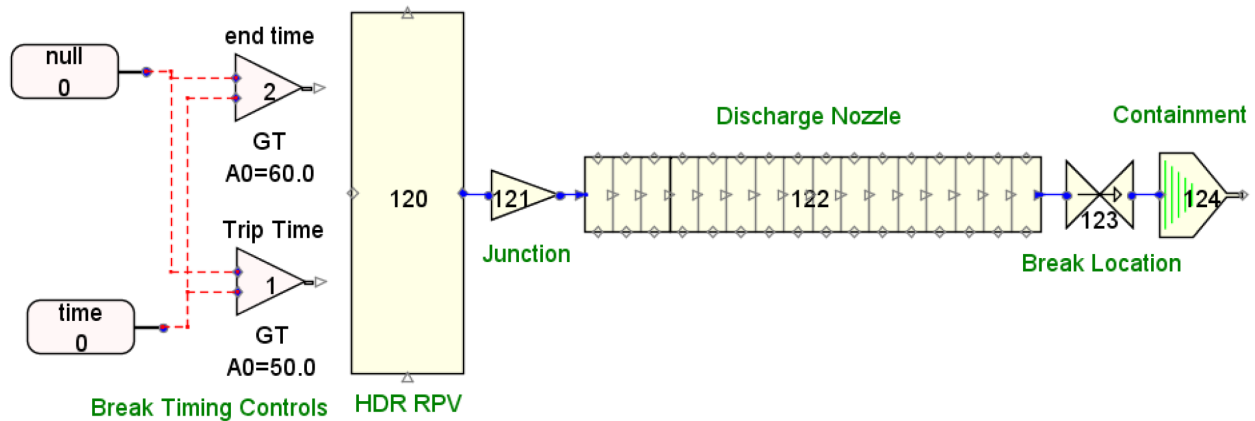 null
0
end time
2
GT
A0=60.0
Trip Time
1
GT
A0=50.0
time
0
Break Timing Controls
120
HDR RPV
121
Junction
Discharge Nozzle
122
123
Break Location
Containment
124